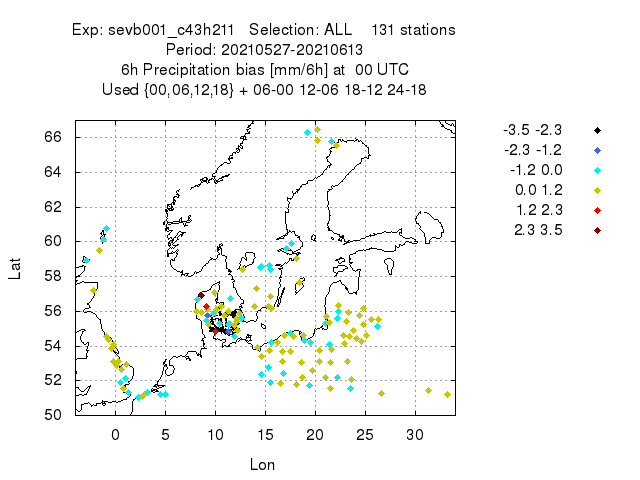 Exp: sevb001_c43h211   Selection: ALL    131 stations
Period: 20210527-20210613
6h Precipitation bias [mm/6h] at  00 UTC
Used {00,06,12,18} + 06-00 12-06 18-12 24-18
-3.5 -2.3
-2.3 -1.2
-1.2 0.0
0.0 1.2
1.2 2.3
2.3 3.5
66
64
62
60
58
56
54
52
50
Lat
0 5 10 15 20 25 30
Lon